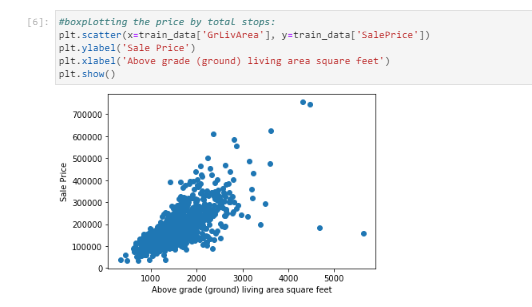 [6]: #boxplotting the price by total stops:
plt.scatter(x=train_data['GrLivArea'], y=train_data['SalePrice'])
plt.ylabel('Sale Price')
plt.xlabel('Above grade (ground) living area square feet')
plt.show()
700000
600000
500000
400000
300000
200000
100000
0
Sale Price
1000 2000 3000 4000 5000
Above grade (ground) living area square feet